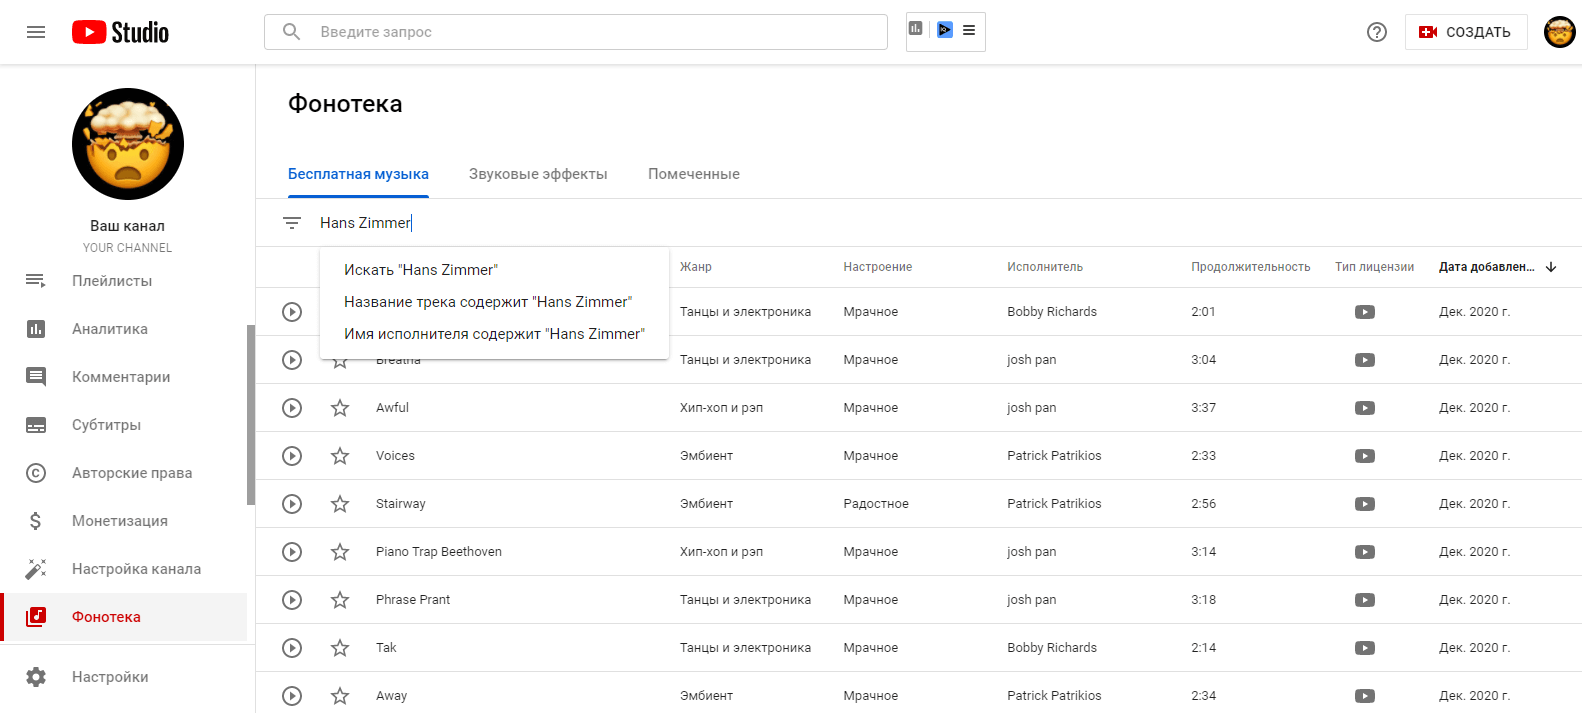 Studio
Введите запрос
СОЗДАТЬ
Ваш канал
YOUR CHANNEL
Плейлисты
Аналитика
Комментарии
Субтитры
Авторские права
Монетизация
Настройка канала
Фонотека
Настройки
Фонотека
Бесплатная музыка Звуковые эффекты Помеченные
Hans Zimmer
Искать "Hans Zimmer"
Название трека содержит "Hans Zimmer"
Имя исполнителя содержит "Hans Zimmer"
Жанр Настроение Исполнитель Продолжительность Тип лицензии Дата добавлен...
Танцы и электроника Мрачное Bobby Richards 2:01 Дек. 2020 г.
Breatha Танцы и электроника Мрачное josh pan 3:04 Дек. 2020 г.
Awful Хип-хоп и рэп Мрачное josh pan 3:37 Дек. 2020 г.
Voices Эмбиент Мрачное Patrick Patrikios 2:33 Дек. 2020 г.
Stairway Эмбиент Радостное Patrick Patrikios 2:56 Дек. 2020 г.
Piano Trap Beethoven Хип-хоп и рэп Мрачное josh pan 3:14 Дек. 2020 г.
Phrase Prant Танцы и электроника Мрачное josh pan 3:18 Дек. 2020 г.
Tak Танцы и электроника Мрачное Bobby Richards 2:14 Дек. 2020 г.
Away Эмбиент Мрачное Patrick Patrikios 2:34 Дек. 2020 г.